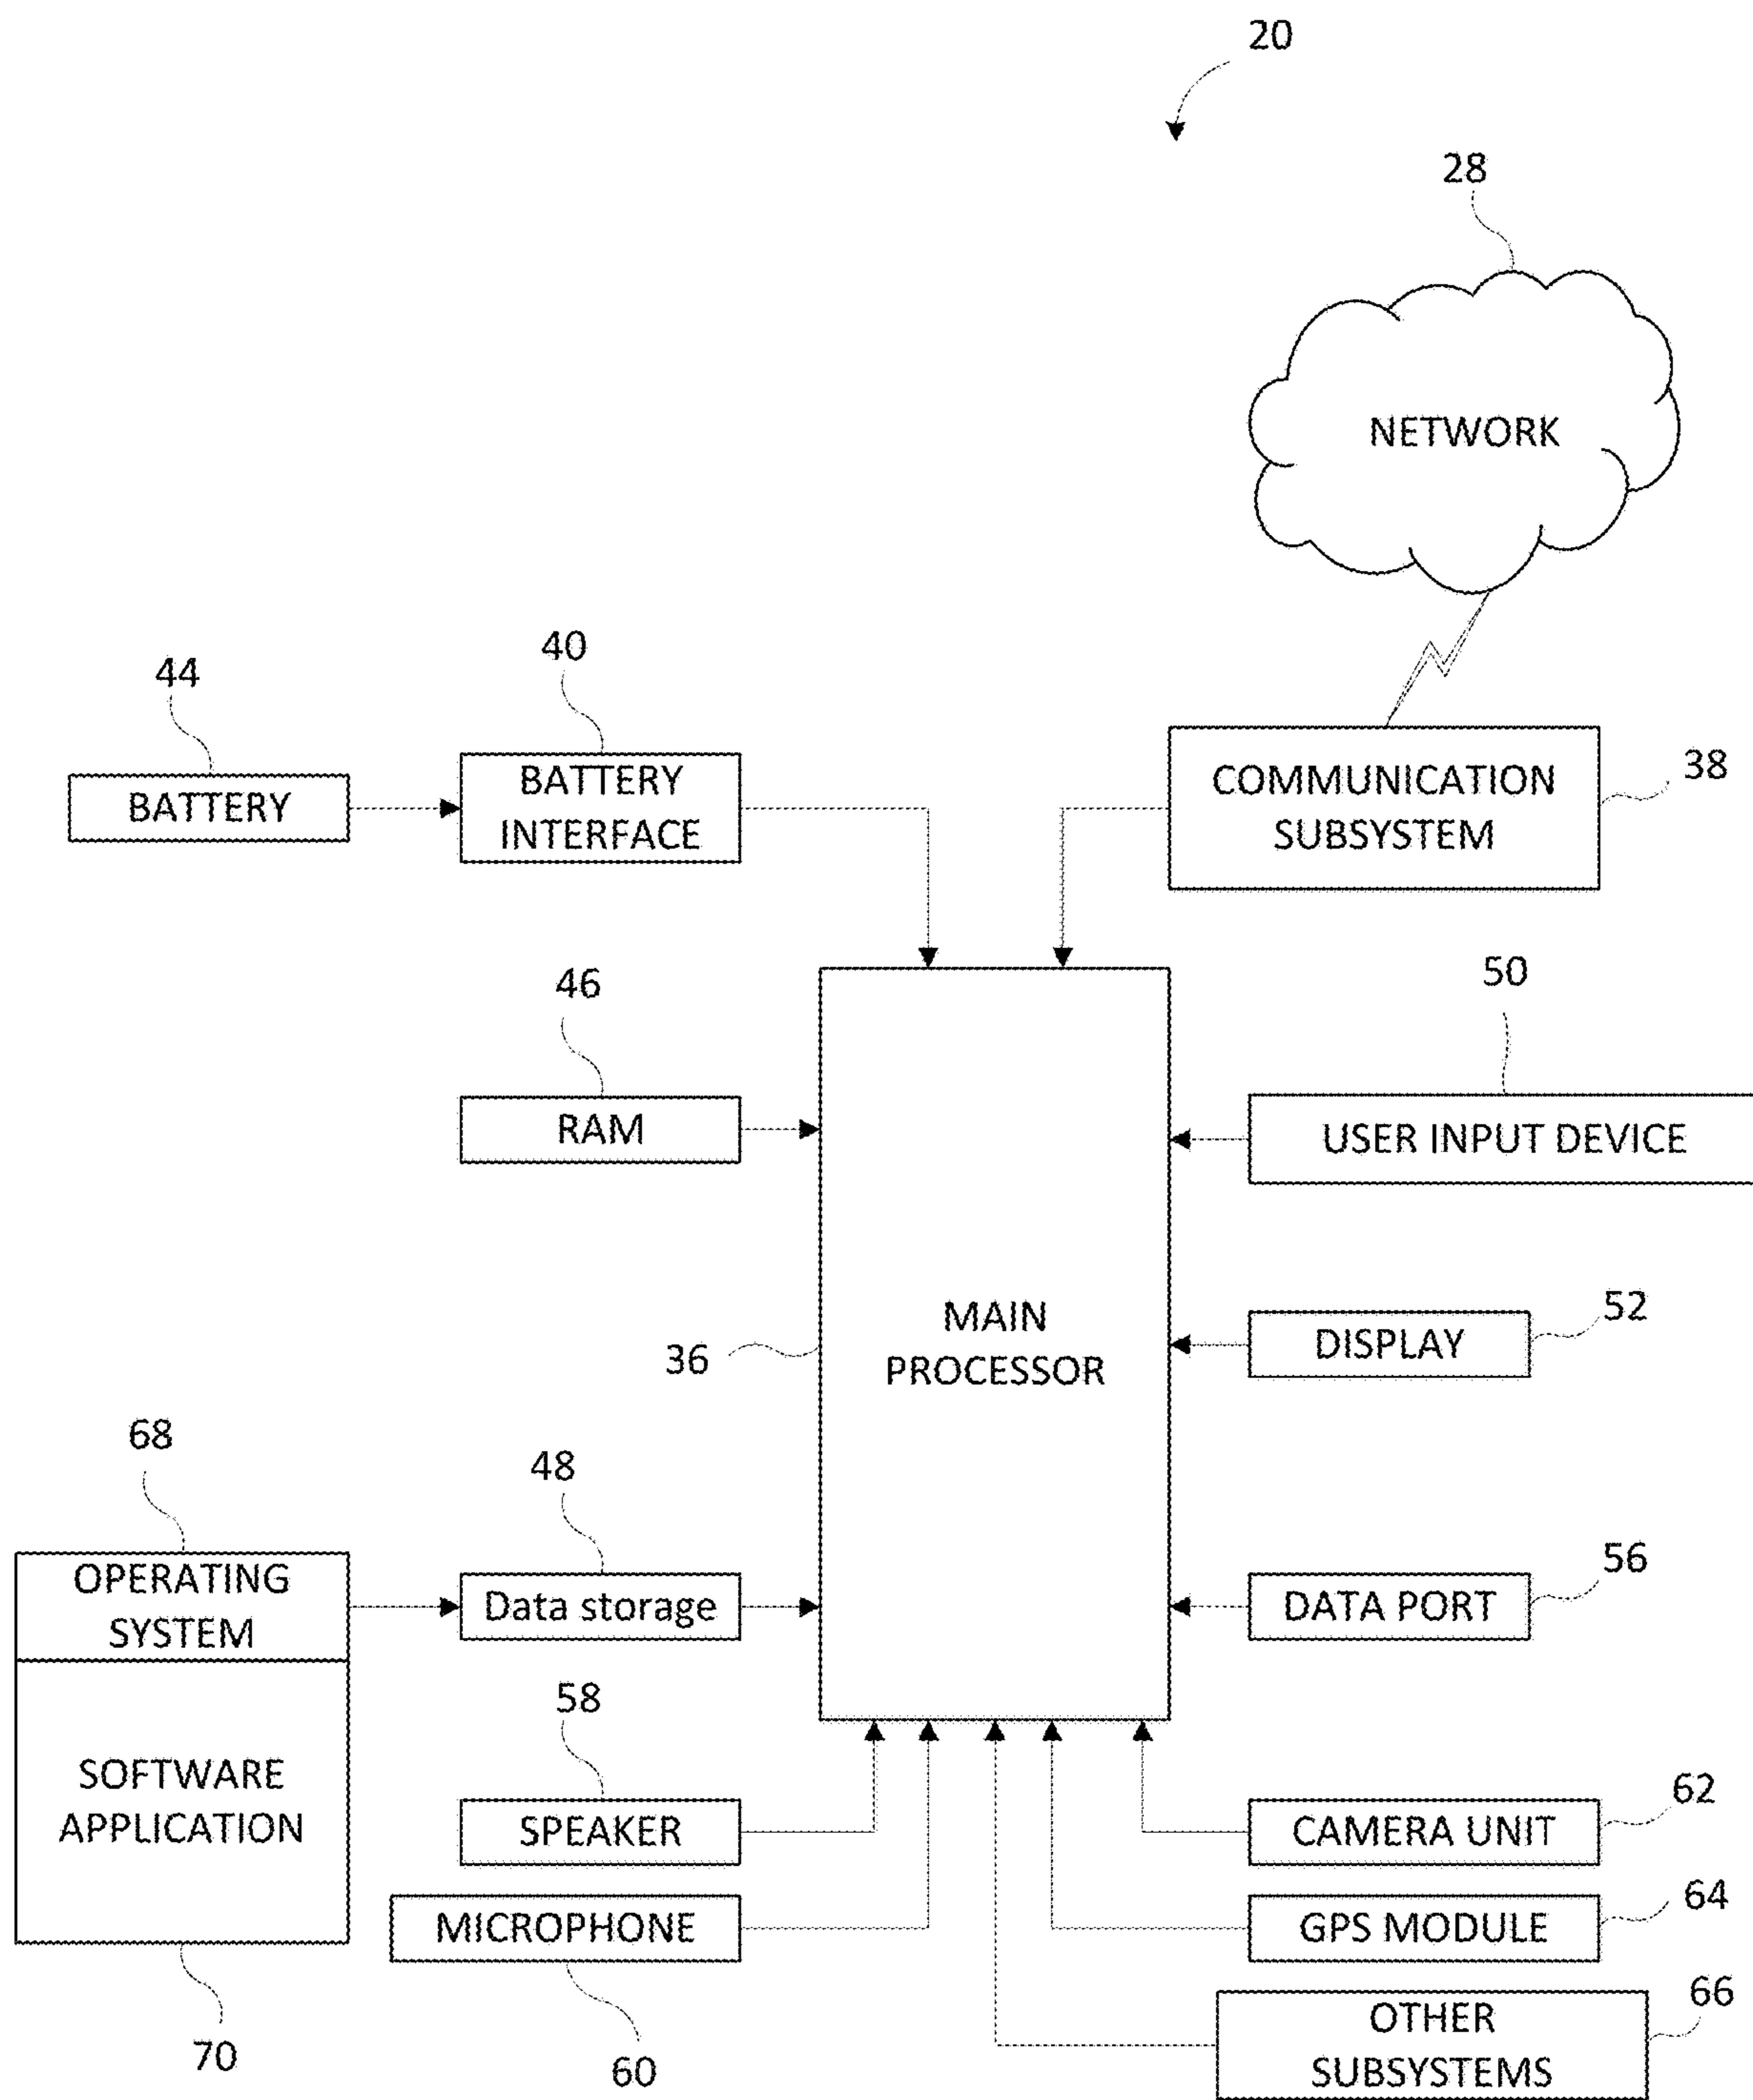 20
28
NETWORK
44
40
BATTERY
BATTERY
INTERFACE
COMMUNICATION
SUBSYSTEM
38
46
RAM
50
USER INPUT DEVICE
MAIN
PROCESSOR
36
52
DISPLAY
68
OPERATING
SYSTEM
48
Data storage
56
DATA PORT
SOFTWARE
APPLICATION
70
58
SPEAKER
MICROPHONE
60
62
CAMERA UNIT
64
GPS MODULE
66
OTHER
SUBSYSTEMS